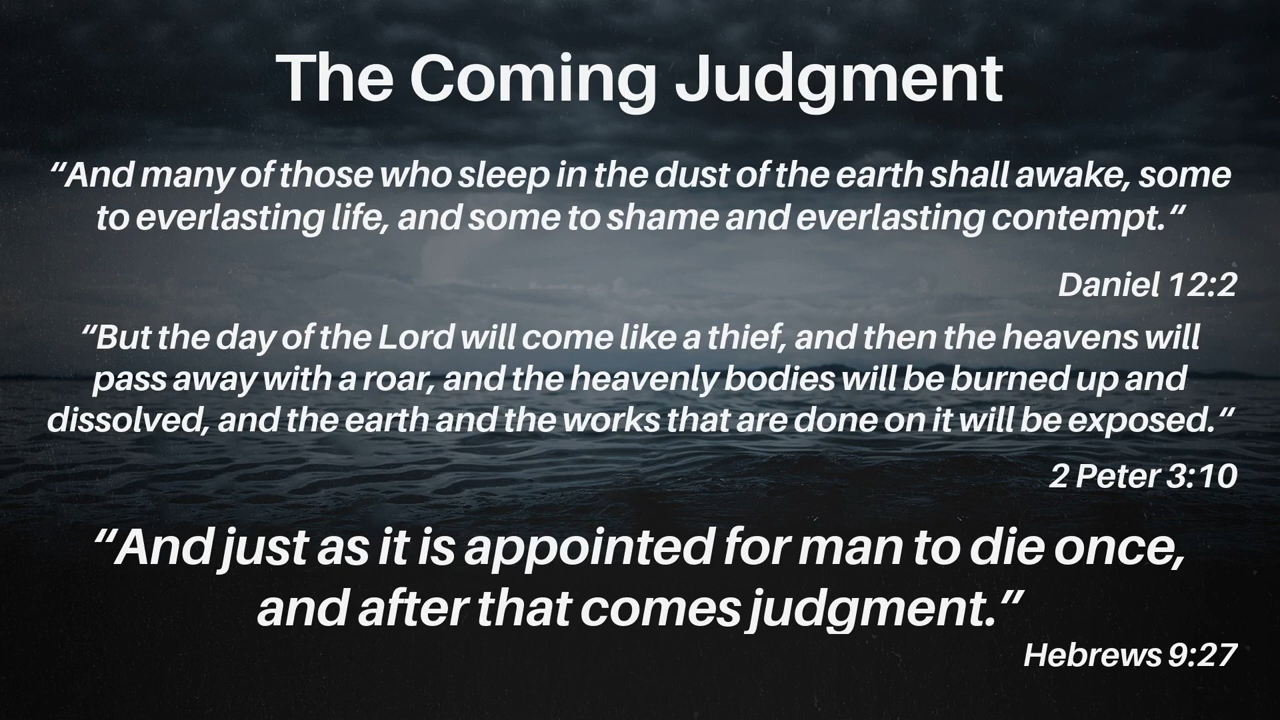 The Coming Judgment
“And many of those who sleep in the dust of the earth shall awake, some
to everlasting life, and some to shame and everlasting contempt.“
Daniel 12:2
“But the day of the Lord will come like a thief, and then the heavens will
pass away with a roar, and the heavenly bodies will be burned up and
dissolved, and the earth and the works that are done on it will be exposed.“
2 Peter 3:10
“And just as it is appointed for man to die once,
and after that comes judgment.”
Hebrews 9:27